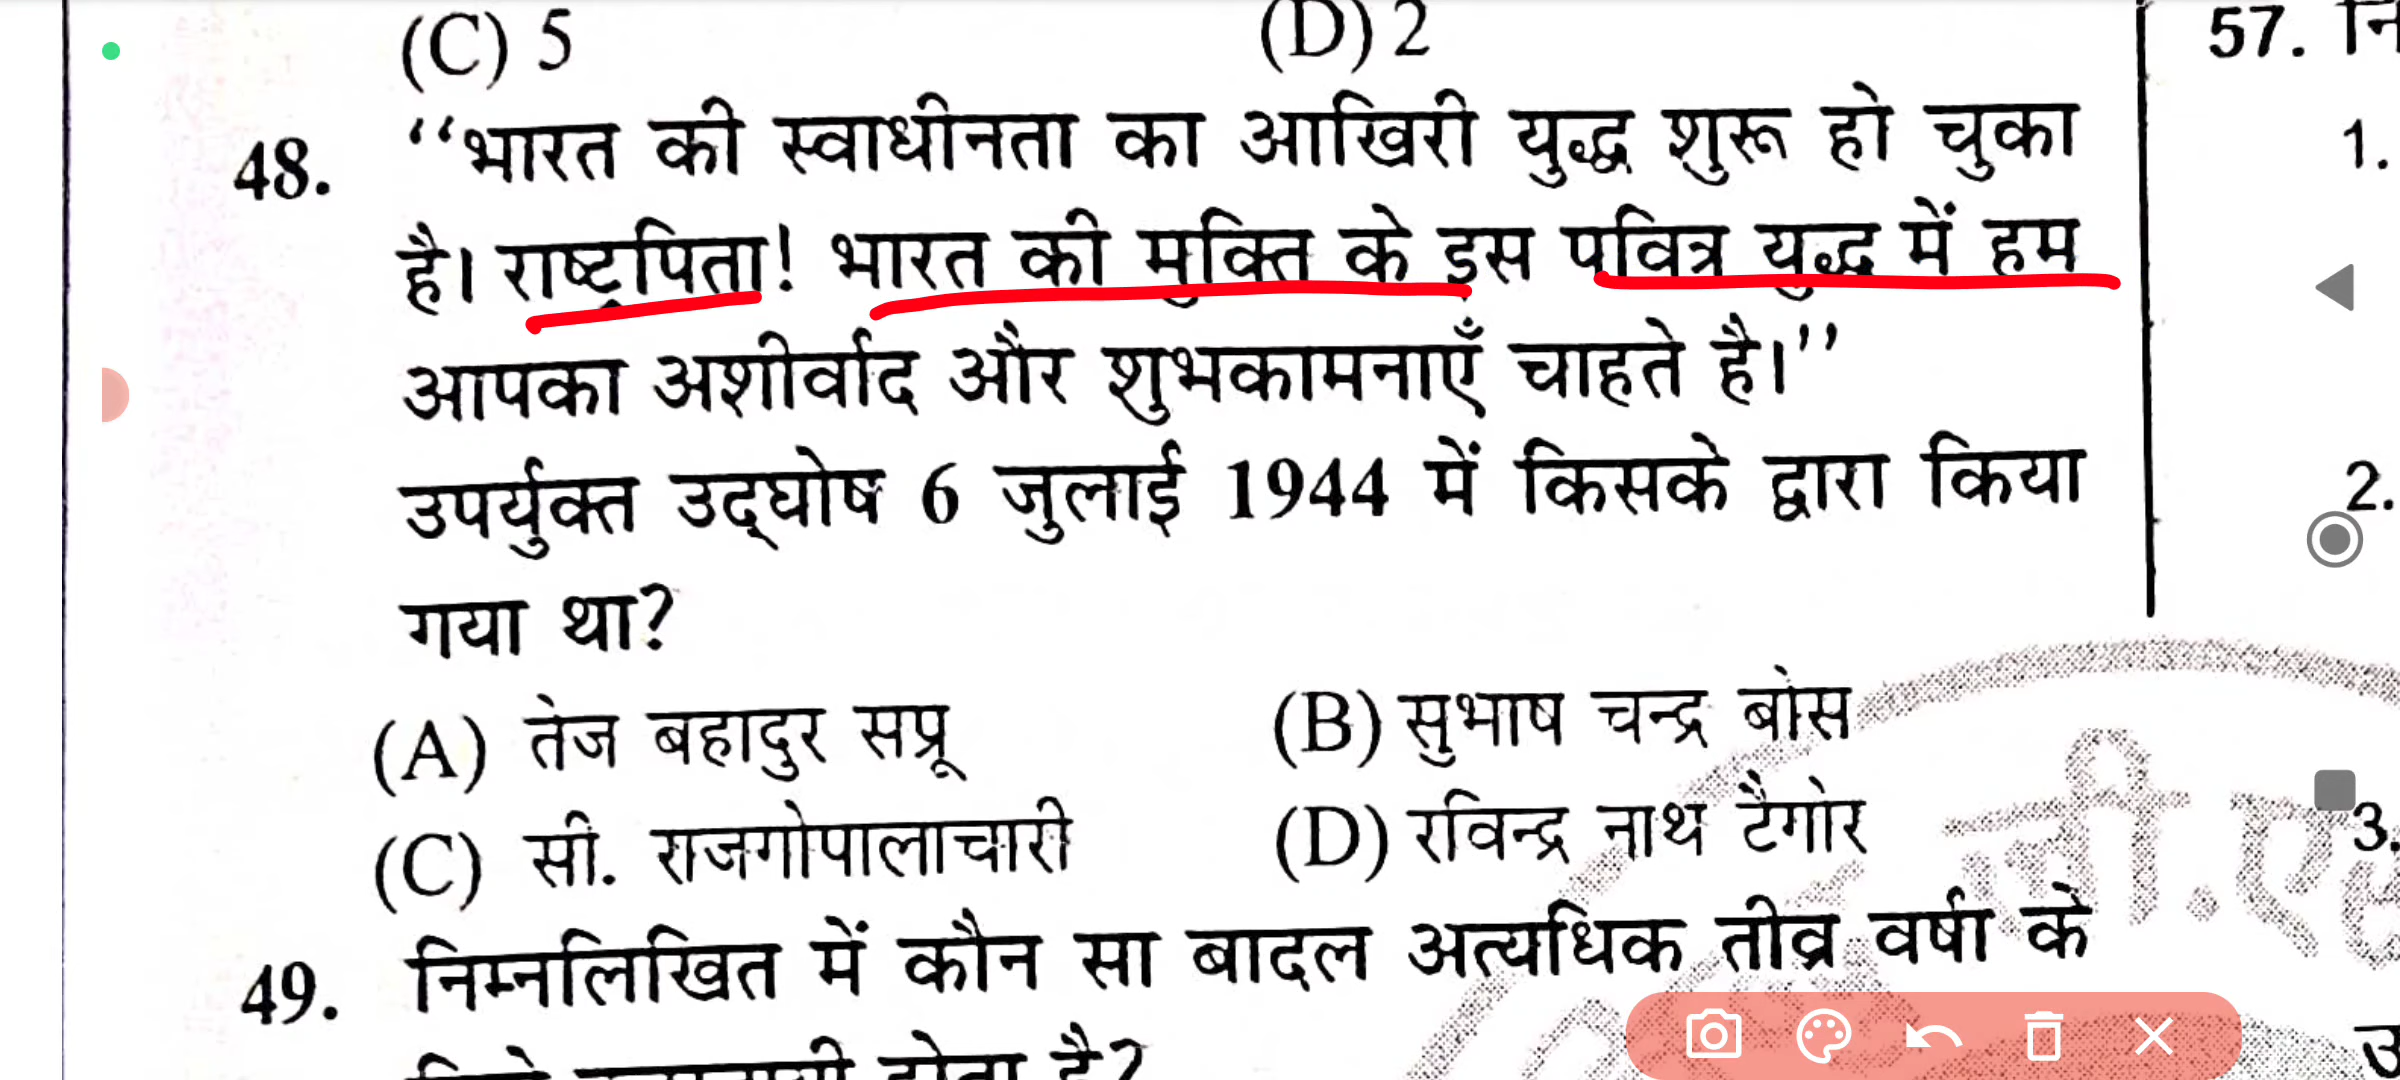 (C) 5 (D) 2
48. ‘‘भारत की स्वाधीनता का आखिरी युद्ध शुरू हो चुका
है। राष्ट्रपिता! भारत की मुक्ति के इस पवित्र युद्ध में हम
आपका अशीर्वाद और शुभकामनाएँ चाहते है।’’
उपर्युक्त उद्घोष 6 जुलाई 1944 में किसके द्वारा किया
गया था?
(A) तेज बहादुर सप्रू (B) सुभाष चन्द्र बोस
(C) सी. राजगोपालाचारी (D) रविन्द्र नाथ टैगोर
49. निम्नलिखित में कौन सा बादल अत्यधिक तीव्र वर्षा के
57. नि
1.
2.
3.